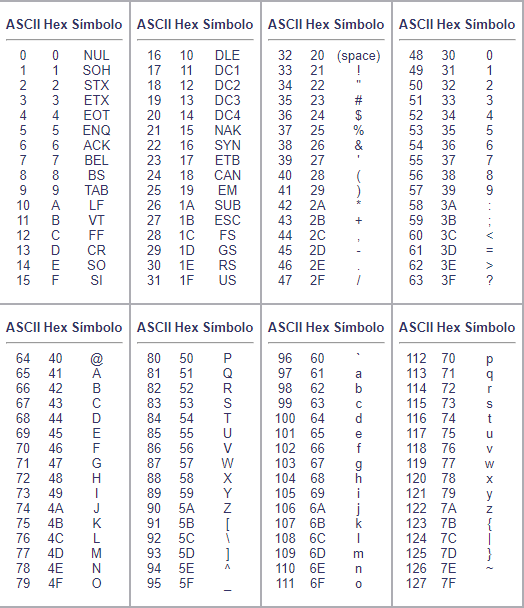 ASCII Hex Símbolo ASCII Hex Símbolo ASCII Hex Símbolo ASCII Hex Símbolo
0 0 NUL 16 10 DLE 32 20 (space) 48 30 0
1 1 SOH 17 11 DC1 33 21 ! 49 31 1
2 2 STX 18 12 DC2 34 22 " 50 32 2
3 3 ETX 19 13 DC3 35 23 # 51 33 3
4 4 EOT 20 14 DC4 36 24 $ 52 34 4
5 5 ENQ 21 15 NAK 37 25 % 53 35 5
6 6 ACK 22 16 SYN 38 26 & 54 36 6
7 7 BEL 23 17 ETB 39 27 ' 55 37 7
8 8 BS 24 18 CAN 40 28 ( 56 38 8
9 9 TAB 25 19 EM 41 29 ) 57 39 9
10 A LF 26 1A SUB 42 2A * 58 3A :
11 B VT 27 1B ESC 43 2B + 59 3B ;
12 C FF 28 1C FS 44 2C , 60 3C <
13 D CR 29 1D GS 45 2D - 61 3D =
14 E SO 30 1E RS 46 2E . 62 3E >
15 F SI 31 1F US 47 2F / 63 3F ?
ASCII Hex Símbolo ASCII Hex Símbolo ASCII Hex Símbolo ASCII Hex Símbolo
64 40 @ 80 50 P 96 60 ` 112 70 p
65 41 A 81 51 Q 97 61 a 113 71 q
66 42 B 82 52 R 98 62 b 114 72 r
67 43 C 83 53 S 99 63 c 115 73 s
68 44 D 84 54 T 100 64 d 116 74 t
69 45 E 85 55 U 101 65 e 117 75 u
70 46 F 86 56 V 102 66 f 118 76 v
71 47 G 87 57 W 103 67 g 119 77 w
72 48 H 88 58 X 104 68 h 120 78 x
73 49 I 89 59 Y 105 69 i 121 79 y
74 4A J 90 5A Z 106 6A j 122 7A z
75 4B K 91 5B [ 107 6B k 123 7B {
76 4C L 92 5C \ 108 6C l 124 7C |
77 4D M 93 5D ] 109 6D m 125 7D }
78 4E N 94 5E ^ 110 6E n 126 7E ~
79 4F O 95 5F _ 111 6F o 127 7F